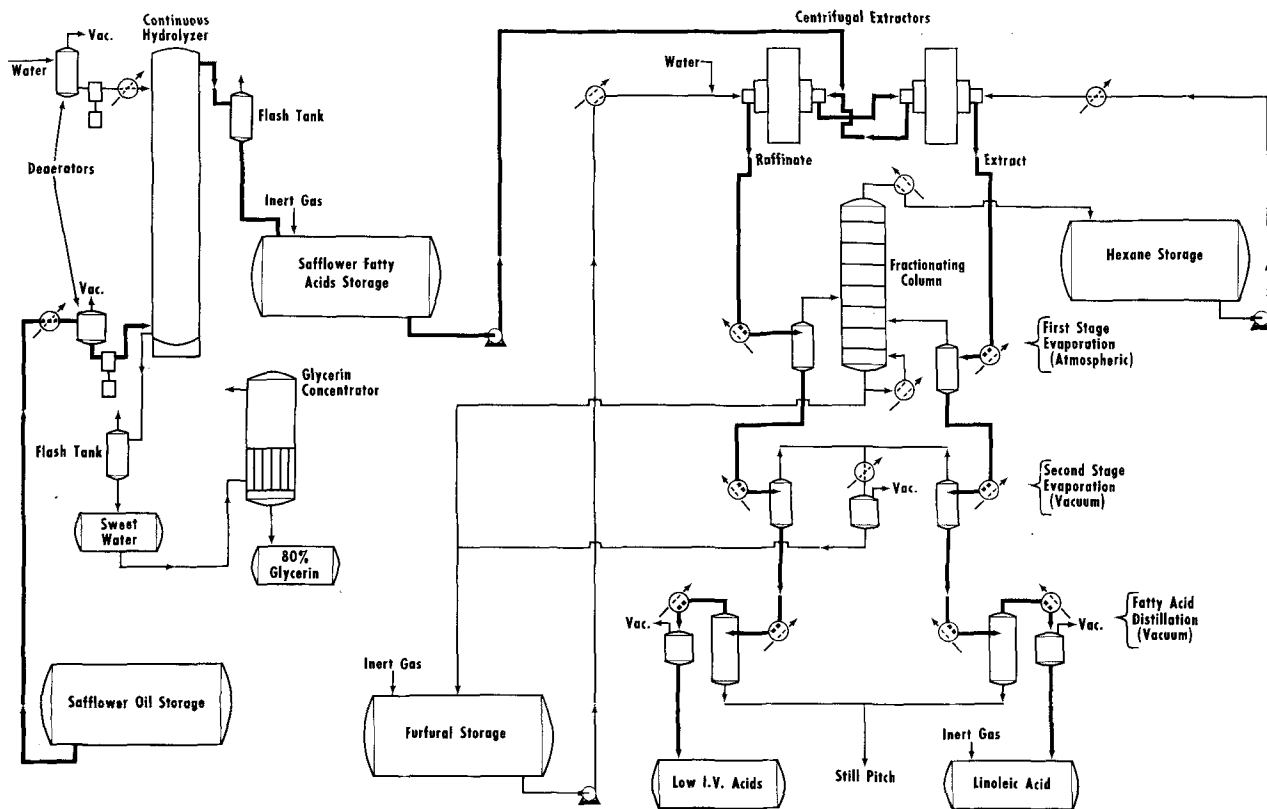 Continuous
Hydrolyzer
Centrifugal Extractors
Vac.
Water
Water
Flash Tank
Deaerators
Raffinate
Extract
Inert Gas
Safflower Fatty
Acids Storage
Fractionating
Column
Hexane Storage
Vac.
First Stage
Evaporation
(Atmospheric)
Glycerin
Concentrator
Flash Tank
Second Stage
Evaporation
(Vacuum)
Vac.
Sweet
Water
80%
Glycerin
Vac.
Vac.
Fatty Acid
Distillation
(Vacuum)
Inert Gas
Safflower Oil Storage
Furfural Storage
Inert Gas
Low I.V. Acids
Still Pitch
Linoleic Acid